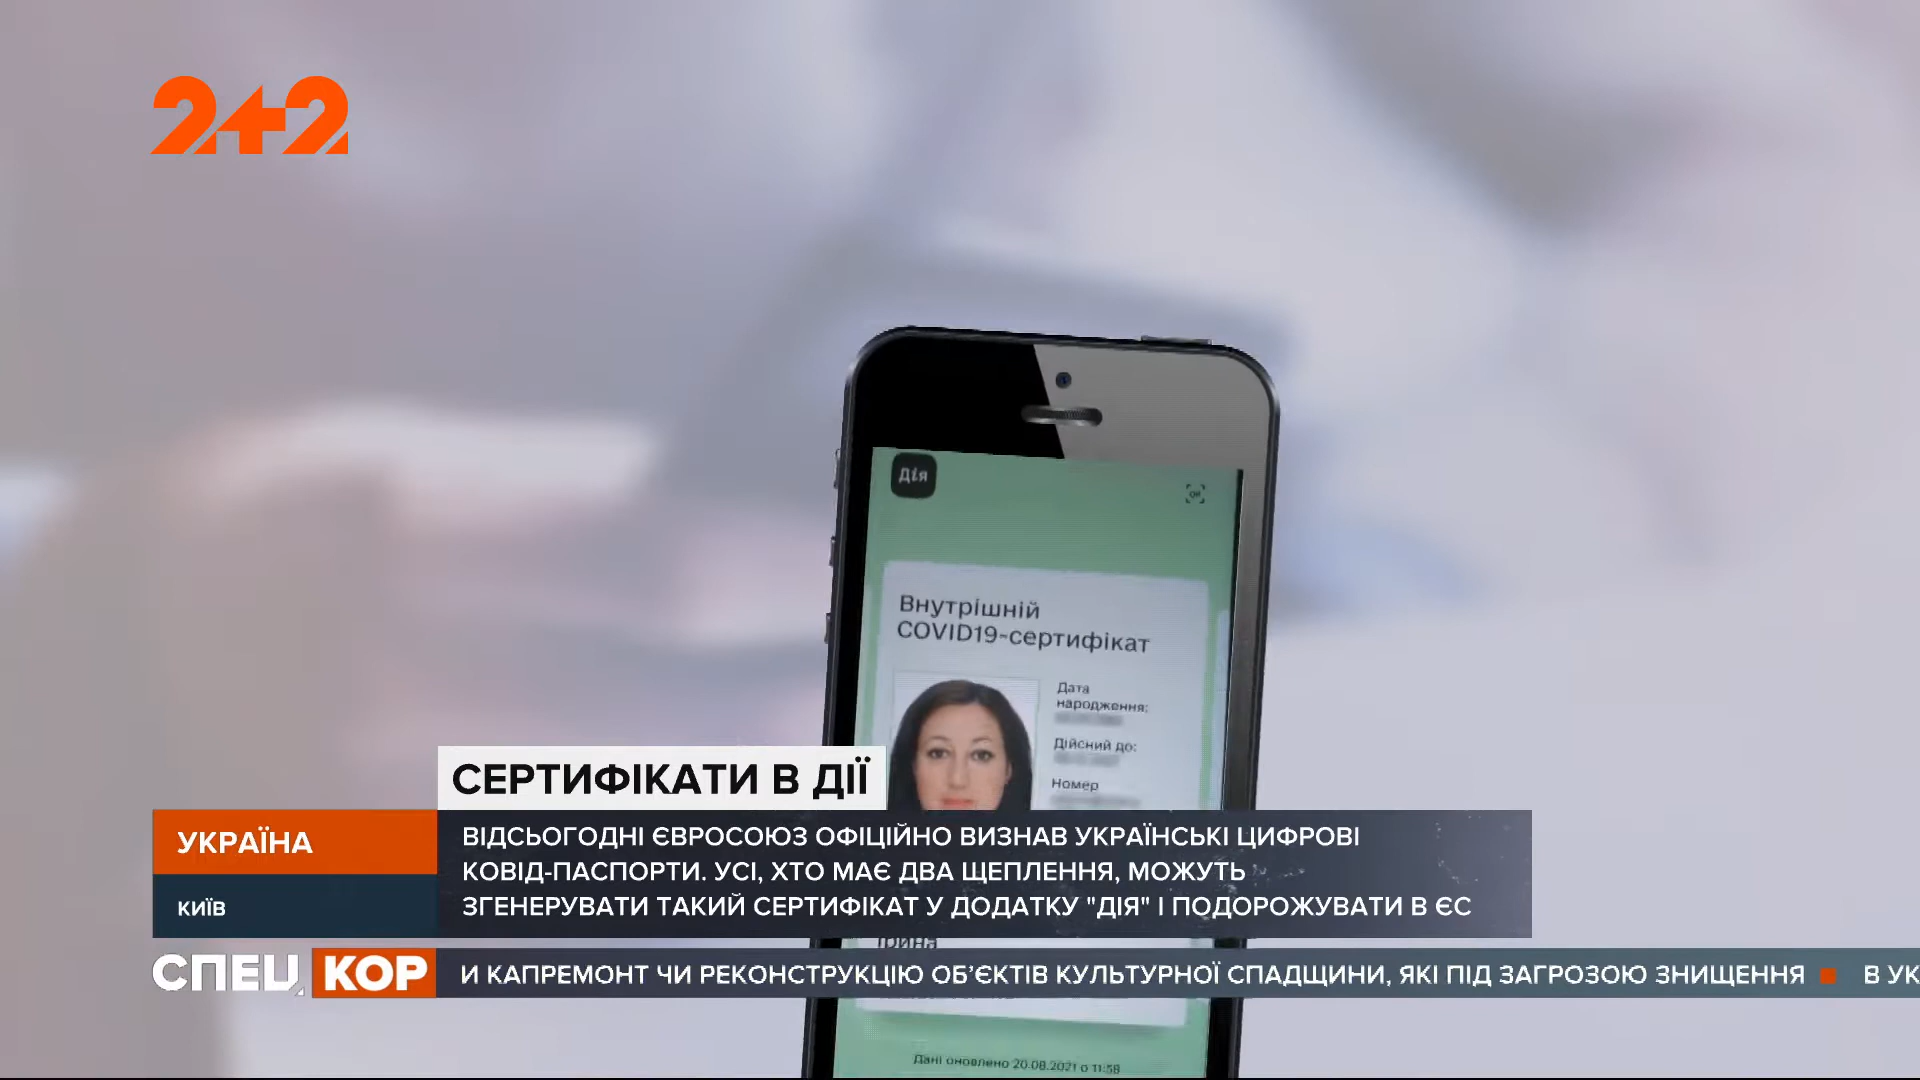 2+2
Дія
Внутрішній
COVID19-сертифікат
Дата
народження:
Дійсний до:
Номер
СЕРТИФІКАТИ В ДІЇ
УКРАЇНА
КИЇВ
ВІДСЬОГОДНІ ЄВРОСОЮЗ ОФІЦІЙНО ВИЗНАВ УКРАЇНСЬКІ ЦИФРОВІ
КОВІД-ПАСПОРТИ. УСІ, ХТО МАЄ ДВА ЩЕПЛЕННЯ, МОЖУТЬ
ЗГЕНЕРУВАТИ ТАКИЙ СЕРТИФІКАТ У ДОДАТКУ "ДІЯ" І ПОДОРОЖУВАТИ В ЄС
Ірина
СПЕЦКОР
И КАПРЕМОНТ ЧИ РЕКОНСТРУКЦІЮ ОБ'ЄКТІВ КУЛЬТУРНОЇ СПАДЩИНИ, ЯКІ ПІД ЗАГРОЗОЮ ЗНИЩЕННЯ ■ В УК
Дані оновлено 20.08.2021 о 11:58